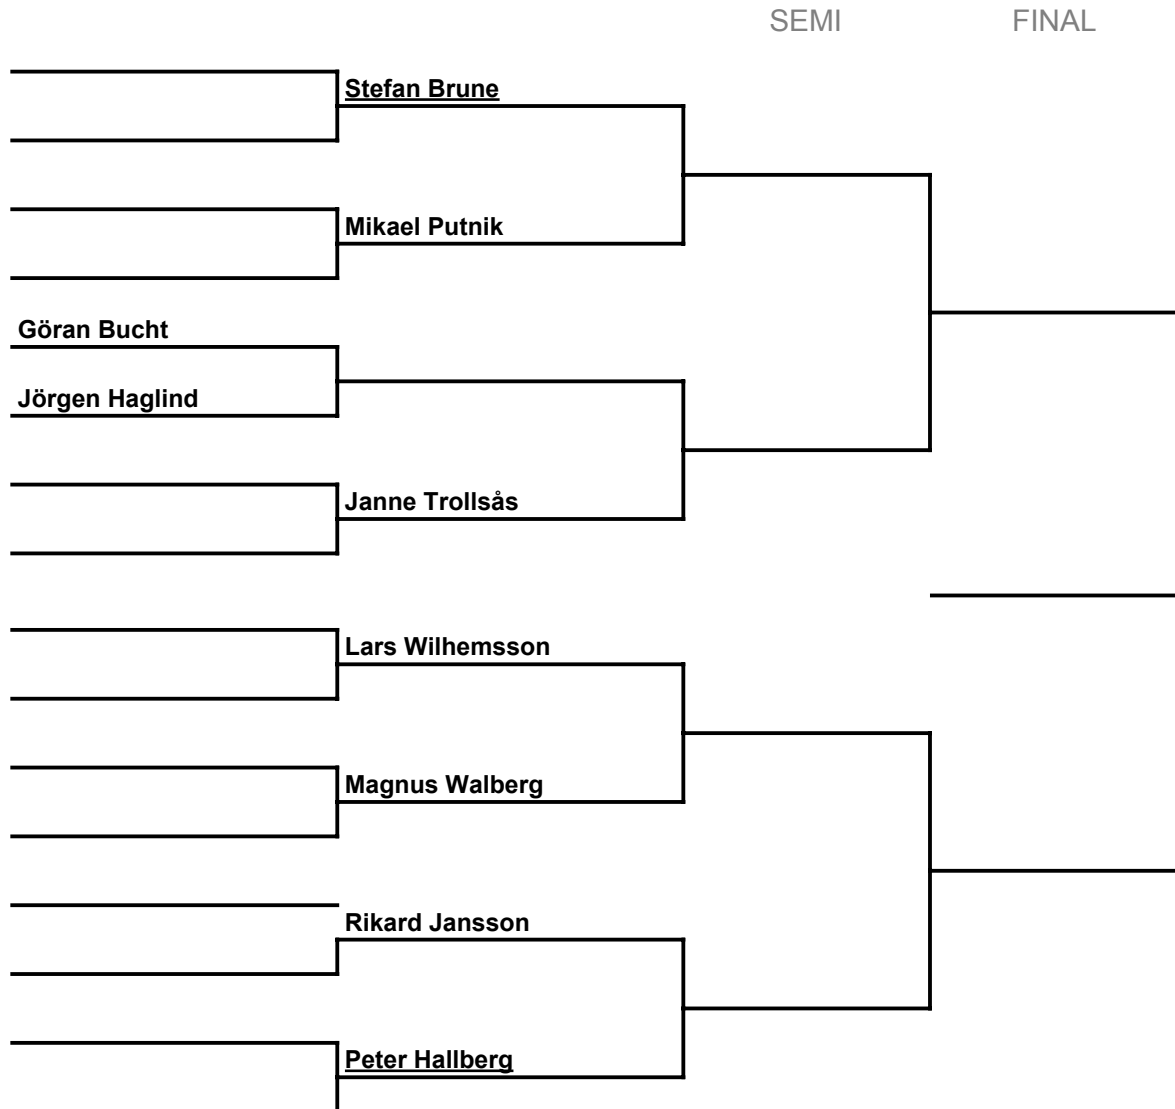 SEMI FINAL
Stefan Brune
Mikael Putnik
Göran Bucht
Jörgen Haglind
Janne Trollsås
Lars Wilhemsson
Magnus Walberg
Rikard Jansson
Peter Hallberg